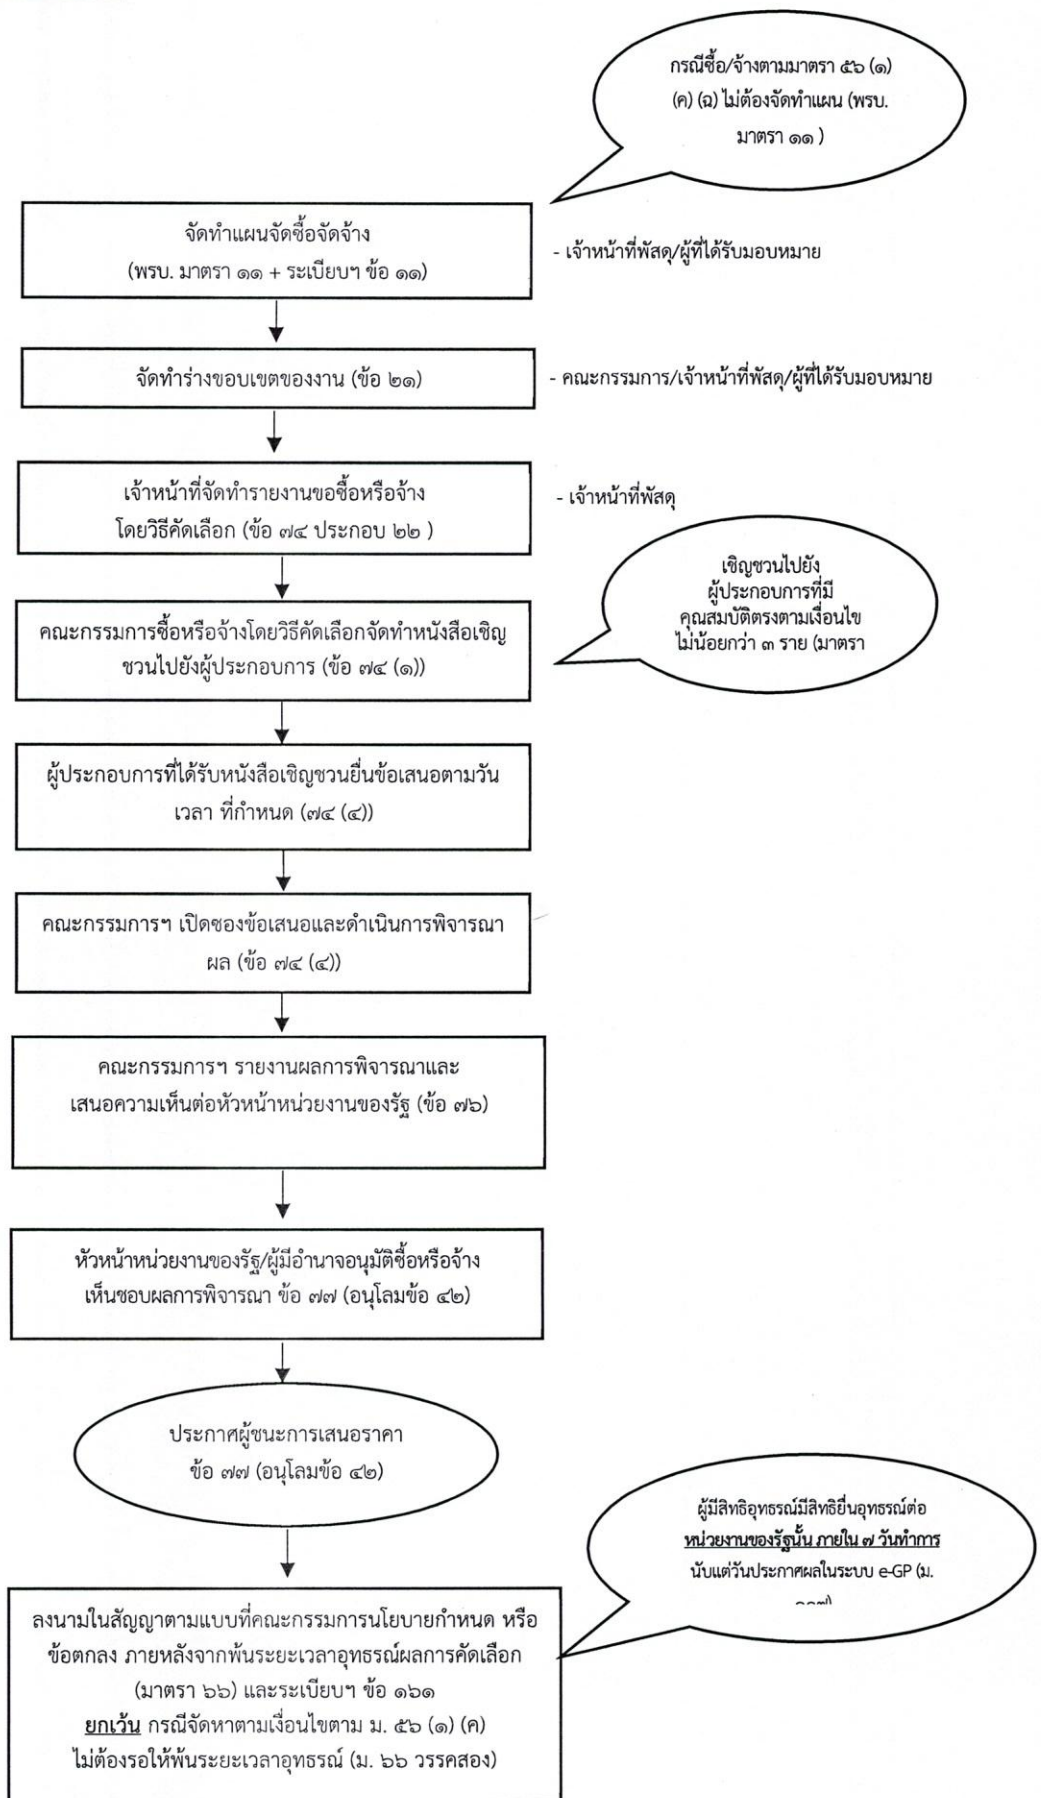 กรณีซื้อ/จ้างตามมาตรา ๕๖ (๑)
(ค) (ฉ) ไม่ต้องจัดทำแผน (พรบ.
มาตรา ๑๑ )
จัดทำแผนจัดซื้อจัดจ้าง
(พรบ. มาตรา ๑๑ + ระเบียบฯ ข้อ ๑๑)
- เจ้าหน้าที่พัสดุ/ผู้ที่ได้รับมอบหมาย
จัดทำร่างขอบเขตของงาน (ข้อ ๒๑)
- คณะกรรมการ/เจ้าหน้าที่พัสดุ/ผู้ที่ได้รับมอบหมาย
เจ้าหน้าที่จัดทำรายงานขอซื้อหรือจ้าง
โดยวิธีคัดเลือก (ข้อ ๗๔ ประกอบ ๒๒ )
- เจ้าหน้าที่พัสดุ
เชิญชวนไปยัง
ผู้ประกอบการที่มี
คุณสมบัติตรงตามเงื่อนไข
ไม่น้อยกว่า ๓ ราย (มาตรา
คณะกรรมการซื้อหรือจ้างโดยวิธีคัดเลือกจัดทำหนังสือเชิญ
ชวนไปยังผู้ประกอบการ (ข้อ ๗๔ (๑))
ผู้ประกอบการที่ได้รับหนังสือเชิญชวนยื่นข้อเสนอตามวัน
เวลา ที่กำหนด (๗๔ (๔))
คณะกรรมการฯ เปิดซองข้อเสนอและดำเนินการพิจารณา
ผล (ข้อ ๗๔ (๔))
คณะกรรมการฯ รายงานผลการพิจารณาและ
เสนอความเห็นต่อหัวหน้าหน่วยงานของรัฐ (ข้อ ๗๖)
หัวหน้าหน่วยงานของรัฐ/ผู้มีอำนาจอนุมัติซื้อหรือจ้าง
เห็นชอบผลการพิจารณา ข้อ ๗๗ (อนุโลมข้อ ๔๒)
ประกาศผู้ชนะการเสนอราคา
ข้อ ๗๗ (อนุโลมข้อ ๔๒)
ผู้มีสิทธิอุทธรณ์มีสิทธิยื่นอุทธรณ์ต่อ
หน่วยงานของรัฐนั้น ภายใน ๗ วันทำการ
นับแต่วันประกาศผลในระบบ e-GP (ม.
ลงนามในสัญญาตามแบบที่คณะกรรมการนโยบายกำหนด หรือ
ข้อตกลง ภายหลังจากพ้นระยะเวลาอุทธรณ์ผลการคัดเลือก
(มาตรา ๖๖) และระเบียบฯ ข้อ ๑๖๑
ยกเว้น กรณีจัดหาตามเงื่อนไขตาม ม. ๕๖ (๑) (ค)
ไม่ต้องรอให้พ้นระยะเวลาอุทธรณ์ (ม. ๖๖ วรรคสอง)